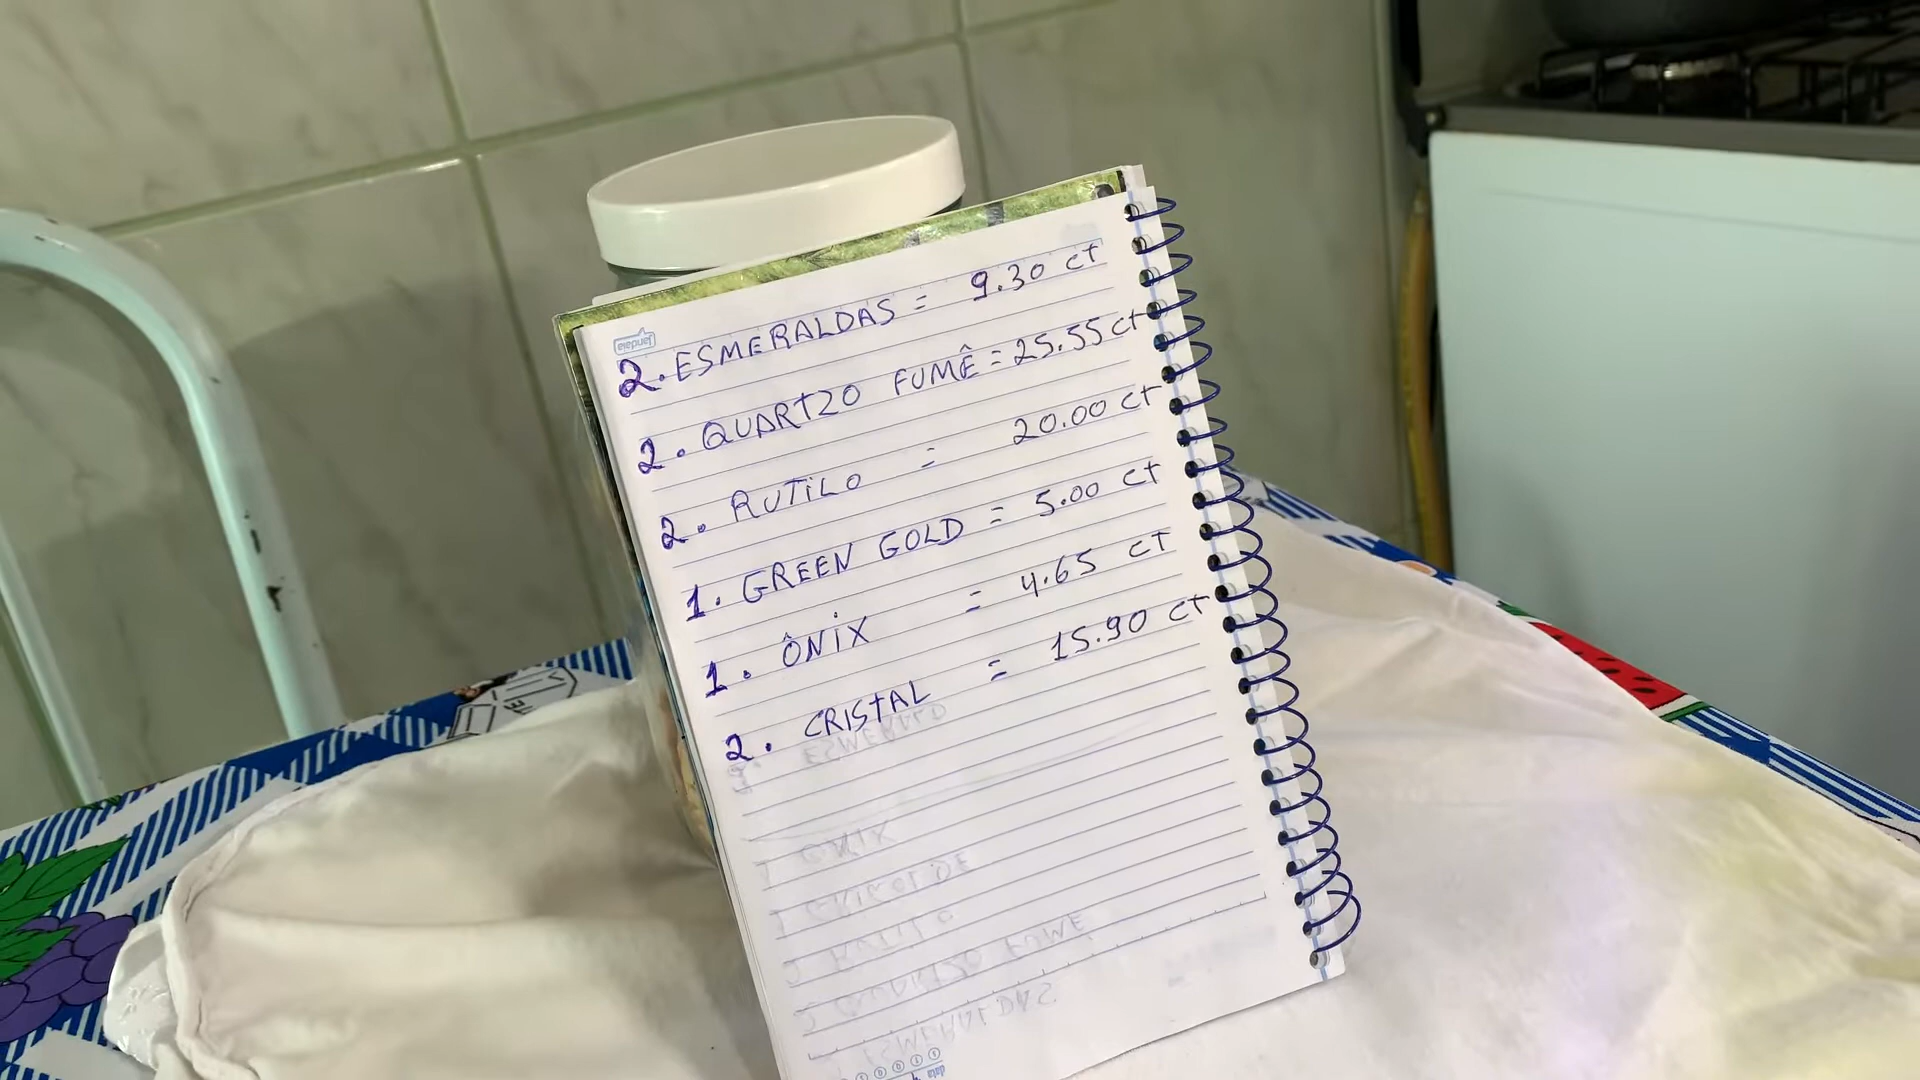 jandaia
2. ESMERALDAS = 9.30 ct
2. QUARTZO FUMÊ = 25.55 ct
2. RUTILO = 20.00 ct
1. GREEN GOLD = 5.00 ct
1. ÔNIX = 4.65 ct
2. CRISTAL = 15.90 ct